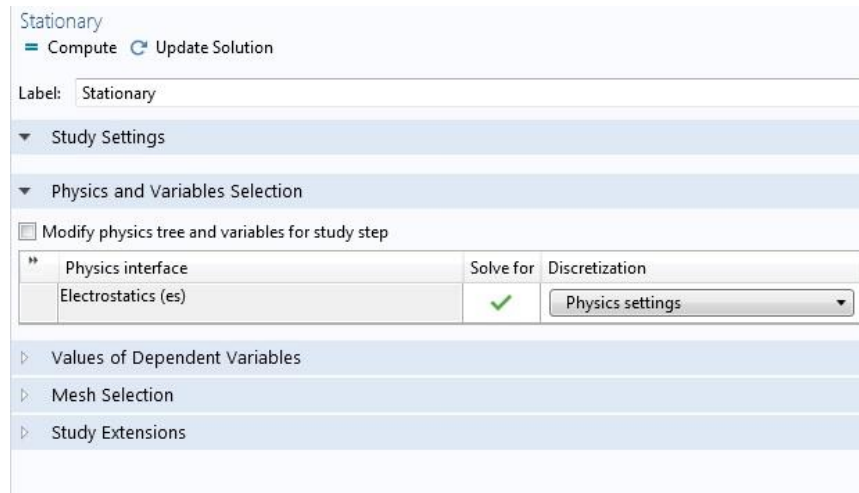 Stationary
Compute Update Solution
Label: Stationary
Study Settings
Physics and Variables Selection
Modify physics tree and variables for study step
Physics interface Solve for Discretization
Electrostatics (es) Physics settings
Values of Dependent Variables
Mesh Selection
Study Extensions